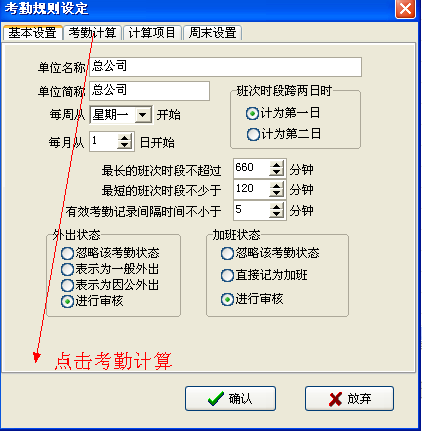 考勤规则设定
基本设置 考勤计算 计算项目 周末设置
单位名称 总公司
单位简称 总公司
班次时段跨两日时
每周从 星期一 开始
计为第一日
每月从 1 日开始
计为第二日
最长的班次时段不超过 660 分钟
最短的班次时段不少于 120 分钟
有效考勤记录间隔时间不小于 5 分钟
外出状态
忽略该考勤状态
表示为一般外出
表示为因公外出
进行审核
加班状态
忽略该考勤状态
直接记为加班
进行审核
点击考勤计算
确认 放弃